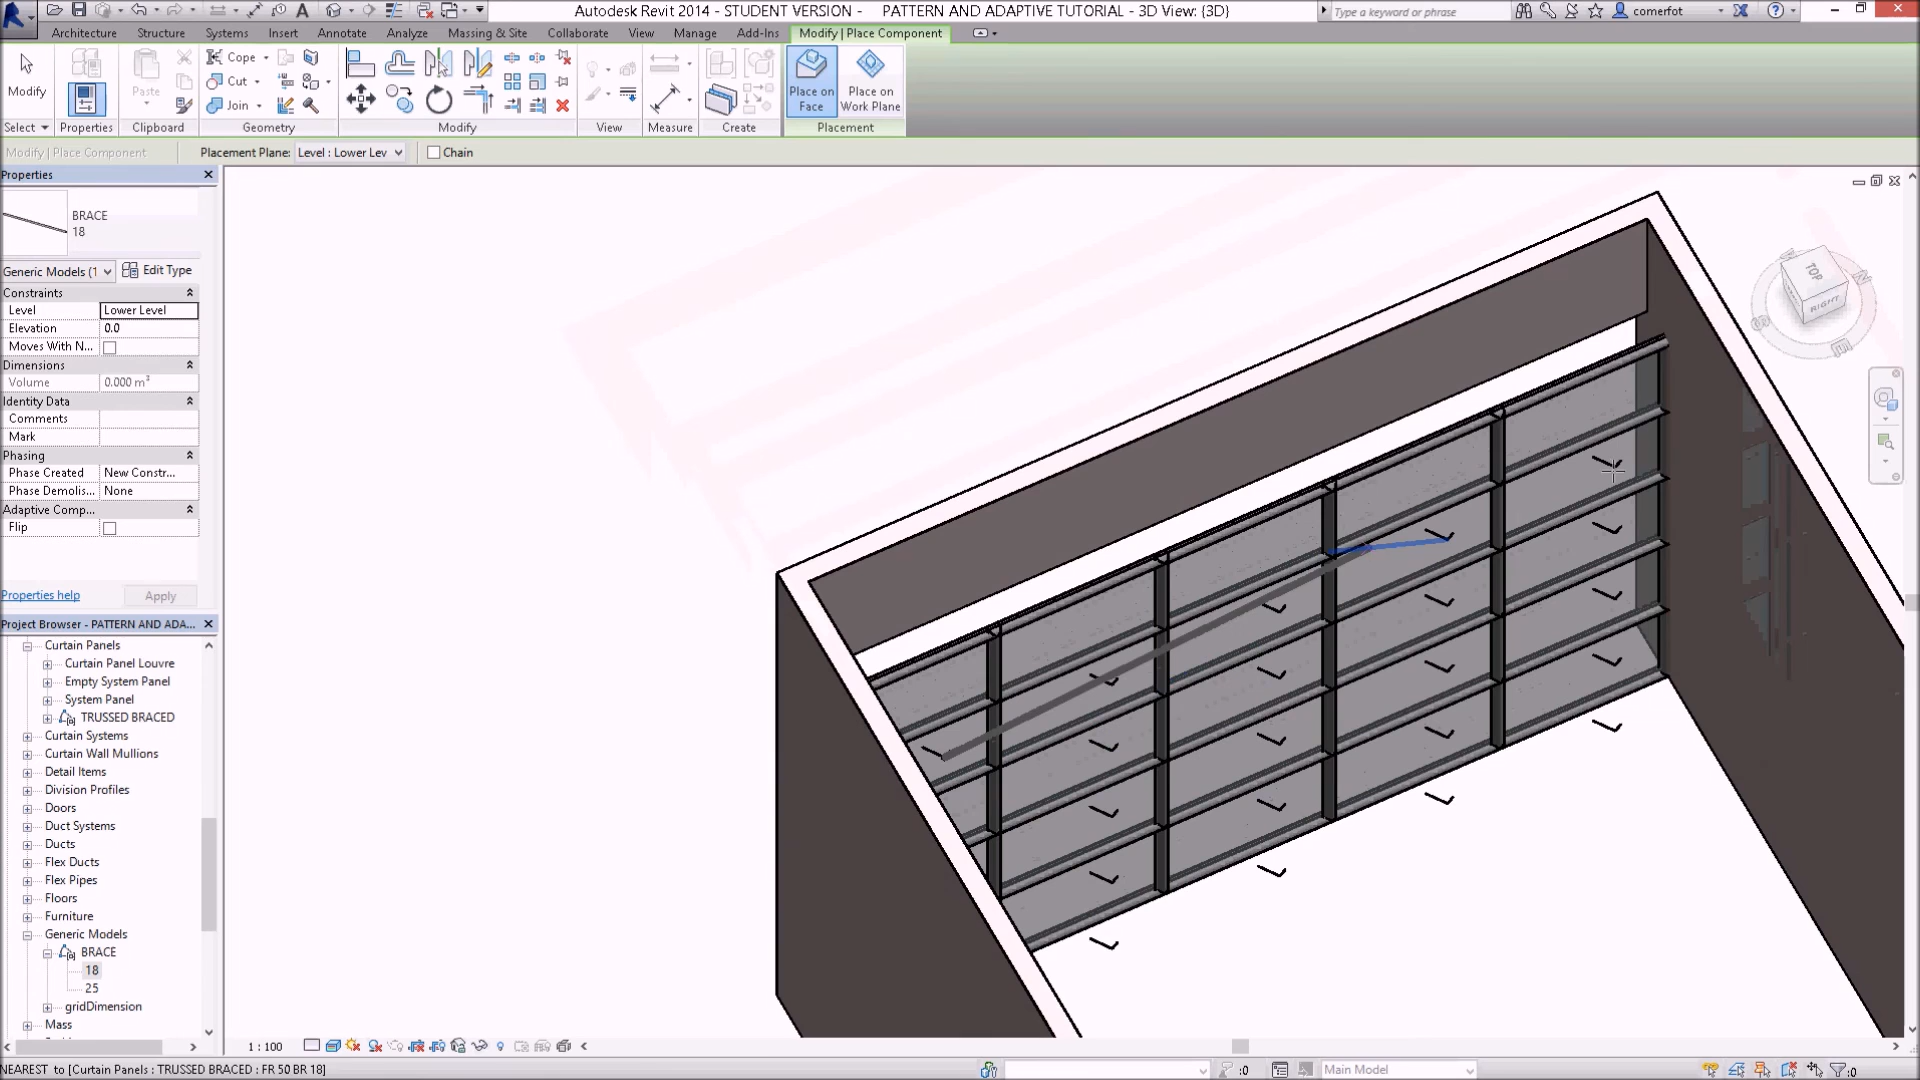 Autodesk Revit 2014 - STUDENT VERSION - PATTERN AND ADAPTIVE TUTORIAL - 3D View: {3D}
Type a keyword or phrase
comerfot
Architecture Structure Systems Insert Annotate Analyze Massing & Site Collaborate View Manage Add-Ins Modify | Place Component
Modify
Paste
Cope
Cut
Join
Place on Face
Place on Work Plane
Select Properties Clipboard Geometry Modify View Measure Create Placement
Modify | Place Component Placement Plane: Level : Lower Lev Chain
Properties
BRACE
18
Generic Models (1 Edit Type
Constraints
Level Lower Level
Elevation 0.0
Moves With N...
Dimensions
Volume 0.000 m³
Identity Data
Comments
Mark
Phasing
Phase Created New Constr...
Phase Demolis... None
Adaptive Comp...
Flip
Properties help Apply
Project Browser - PATTERN AND ADA...
Curtain Panels
Curtain Panel Louvre
Empty System Panel
System Panel
TRUSSED BRACED
Curtain Systems
Curtain Wall Mullions
Detail Items
Division Profiles
Doors
Duct Systems
Ducts
Flex Ducts
Flex Pipes
Floors
Furniture
Generic Models
BRACE
18
25
gridDimension
Mass
TOP
RIGHT
1 : 100
NEAREST to [Curtain Panels : TRUSSED BRACED : FR 50 BR 18]
:0
Main Model
:0